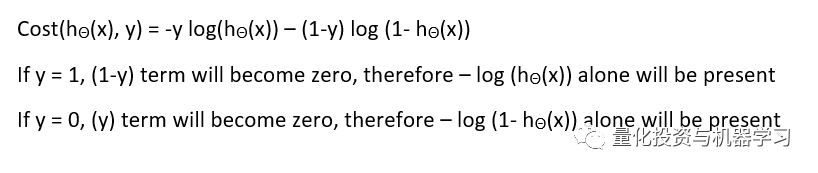 Cost(hΘ(x), y) = -y log(hΘ(x)) – (1-y) log (1- hΘ(x))
If y = 1, (1-y) term will become zero, therefore – log (hΘ(x)) alone will be present
If y = 0, (y) term will become zero, therefore – log (1- hΘ(x)) alone will be present
量化投资与机器学习